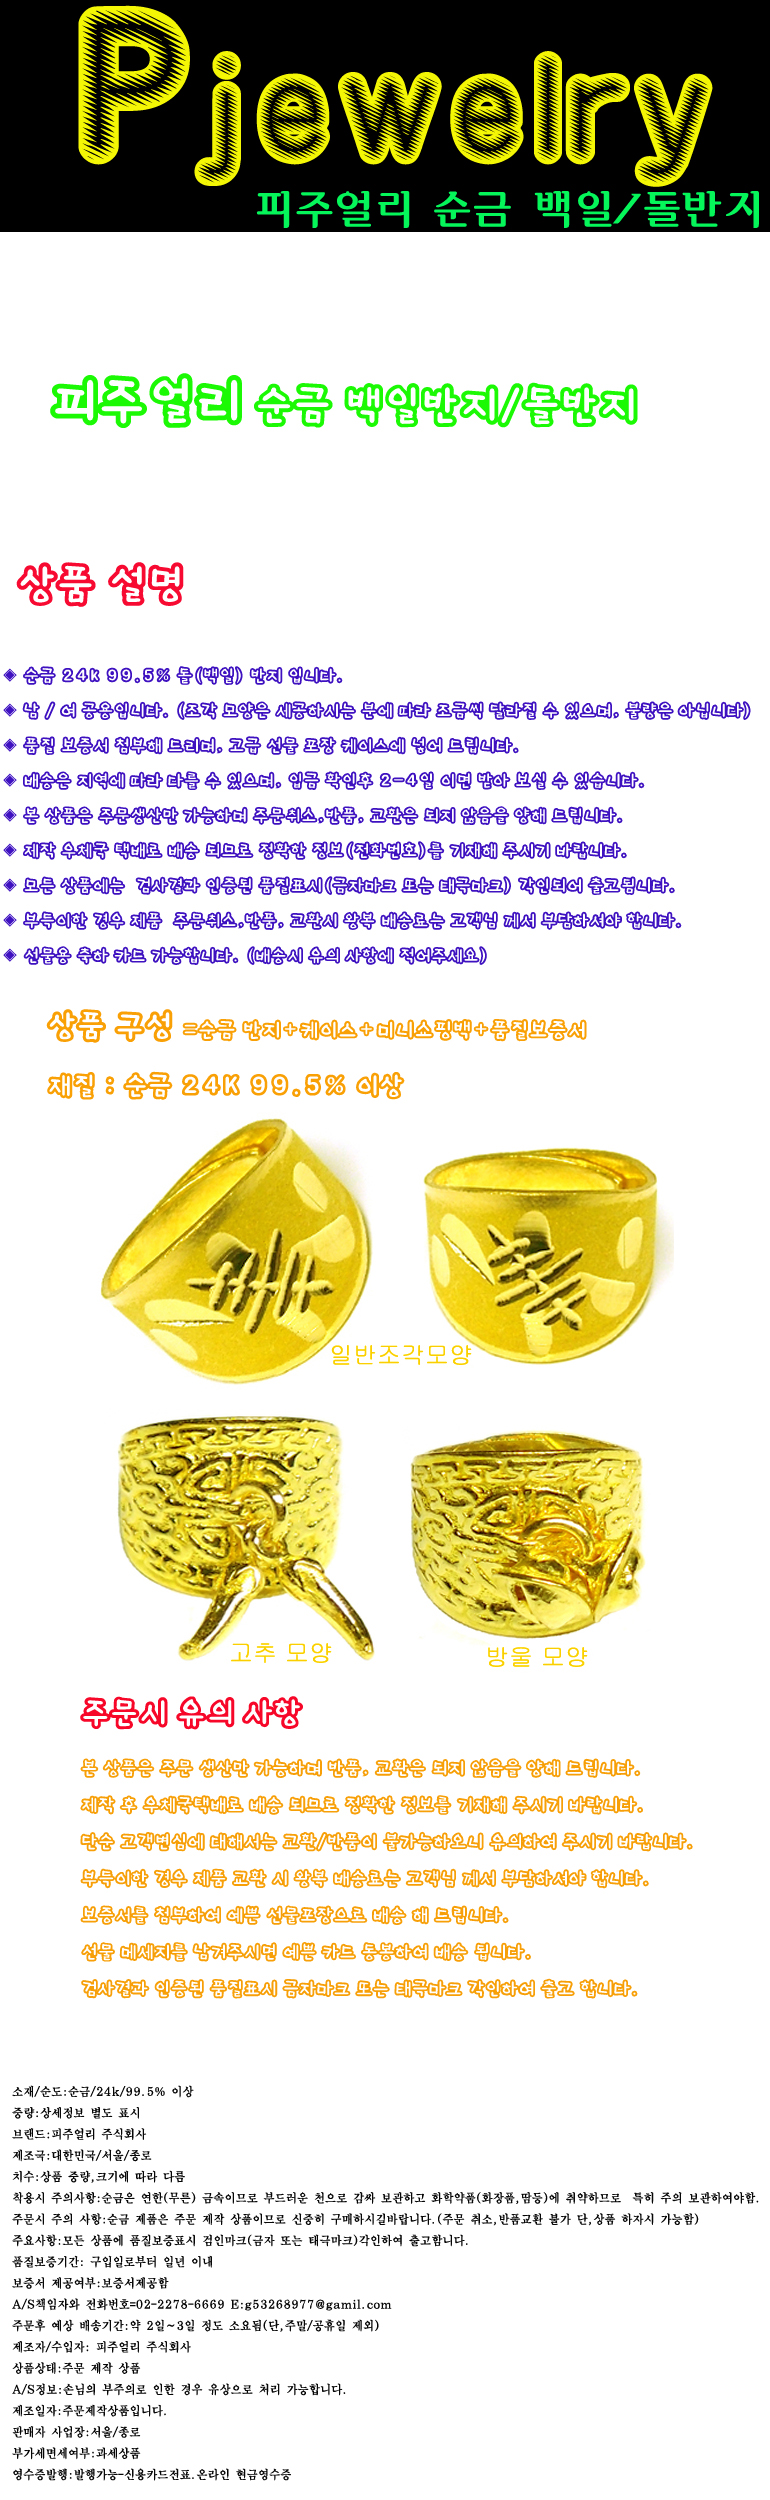 Pjewelry
피주얼리 순금 백일/돌반지
피주얼리 순금 백일반지/돌반지
상품 설명
◈ 순금 24k 99.5% 돌(백일) 반지 입니다.
◈ 남 / 여 공용입니다. (조각 모양은 세공하시는 분에 따라 조금씩 달라질 수 있으며, 불량은 아닙니다)
◈ 품질 보증서 첨부해 드리며, 고급 선물 포장 케이스에 넣어 드립니다.
◈ 배송은 지역에 따라 다를 수 있으며, 입금 확인후 2-4일 이면 받아 보실 수 있습니다.
◈ 본 상품은 주문생산만 가능하며 주문취소,반품, 교환은 되지 않음을 양해 드립니다.
◈ 제작 우체국 택배로 배송 되므로 정확한 정보(전화번호)를 기재해 주시기 바랍니다.
◈ 모든 상품에는 검사결과 인증된 품질표시(금자마크 또는 태극마크) 각인되어 출고됩니다.
◈ 부득이한 경우 제품 주문취소,반품, 교환시 왕복 배송료는 고객님 께서 부담하셔야 합니다.
◈ 선물용 축하 카드 가능합니다. (배송시 유의 사항에 적어주세요)
상품 구성 =순금 반지+케이스+미니쇼핑백+품질보증서
재질 : 순금 24K 99.5% 이상
일반조각모양
고추 모양
방울 모양
주문시 유의 사항
본 상품은 주문 생산만 가능하며 반품, 교환은 되지 않음을 양해 드립니다.
제작 후 우체국택배로 배송 되므로 정확한 정보를 기재해 주시기 바랍니다.
단순 고객변심에 대해서는 교환/반품이 불가능하오니 유의하여 주시기 바랍니다.
부득이한 경우 제품 교환 시 왕복 배송료는 고객님 께서 부담하셔야 합니다.
보증서를 첨부하여 예쁜 선물포장으로 배송 해 드립니다.
선물 메세지를 남겨주시면 예쁜 카드 동봉하여 배송 됩니다.
검사결과 인증된 품질표시 금자마크 또는 태극마크 각인하여 출고 합니다.
소재/순도:순금/24k/99.5% 이상
중량:상세정보 별도 표시
브랜드:피주얼리 주식회사
제조국:대한민국/서울/종로
치수:상품 중량,크기에 따라 다름
착용시 주의사항:순금은 연한(무른) 금속이므로 부드러운 천으로 감싸 보관하고 화학약품(화장품,땀등)에 취약하므로 특히 주의 보관하여야함.
주문시 주의 사항:순금 제품은 주문 제작 상품이므로 신중히 구매하시길바랍니다.(주문 취소,반품교환 불가 단,상품 하자시 가능함)
주요사항:모든 상품에 품질보증표시 검인마크(금자 또는 태극마크)각인하여 출고합니다.
품질보증기간: 구입일로부터 일년 이내
보증서 제공여부:보증서제공함
A/S책임자와 전화번호=02-2278-6669 E:g53268977@gamil.com
주문후 예상 배송기간:약 2일~3일 정도 소요됨(단,주말/공휴일 제외)
제조자/수입자: 피주얼리 주식회사
상품상태:주문 제작 상품
A/S정보:손님의 부주의로 인한 경우 유상으로 처리 가능합니다.
제조일자:주문제작상품입니다.
판매자 사업장:서울/종로
부가세면세여부:과세상품
영수증발행:발행가능-신용카드전표.온라인 현금영수증